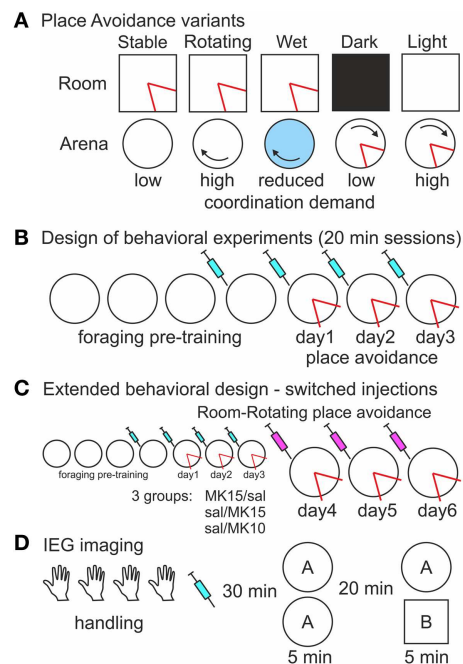 A Place Avoidance variants
Stable Rotating Wet Dark Light
Room
Arena
low high reduced low high
coordination demand
B Design of behavioral experiments (20 min sessions)
foraging pre-training day1 day2 day3
place avoidance
C Extended behavioral design - switched injections
Room-Rotating place avoidance
foraging pre-training day1 day2 day3
3 groups: MK15/sal
sal/MK15
sal/MK10
day4 day5 day6
D IEG imaging
A A
30 min 20 min
handling
A B
5 min 5 min